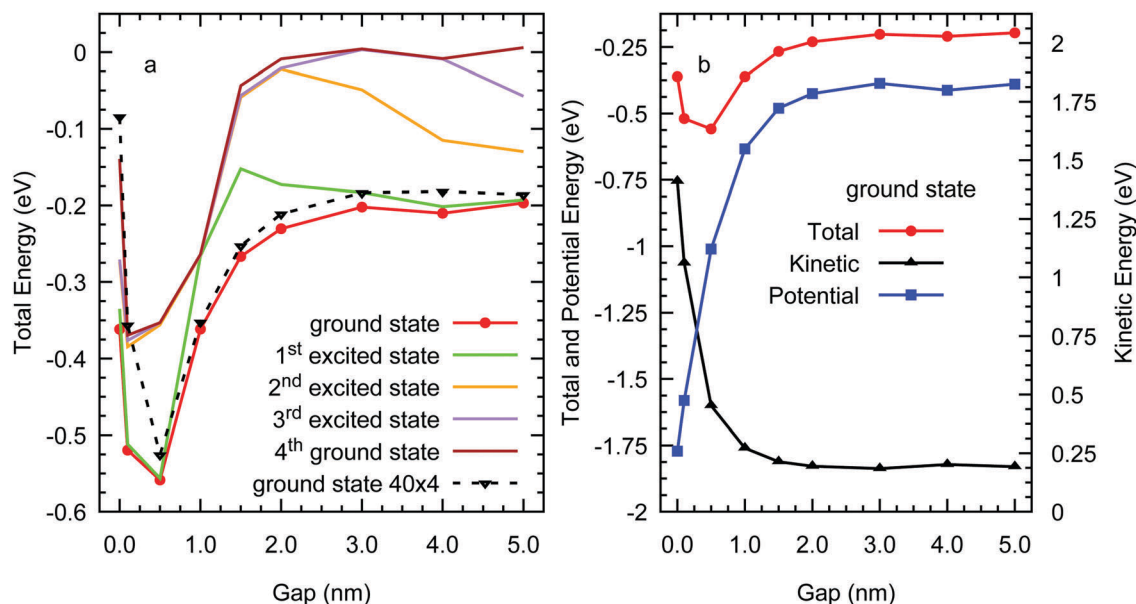 a
0
-0.1
-0.2
-0.3
-0.4
-0.5
-0.6
Total Energy (eV)
ground state
1st excited state
2nd excited state
3rd excited state
4th ground state
ground state 40x4
0.0 1.0 2.0 3.0 4.0 5.0
Gap (nm)
b
-0.25
-0.5
-0.75
-1
-1.25
-1.5
-1.75
-2
Total and Potential Energy (eV)
ground state
Total
Kinetic
Potential
2
1.75
1.5
1.25
1
0.75
0.5
0.25
0
Kinetic Energy (eV)
0.0 1.0 2.0 3.0 4.0 5.0
Gap (nm)